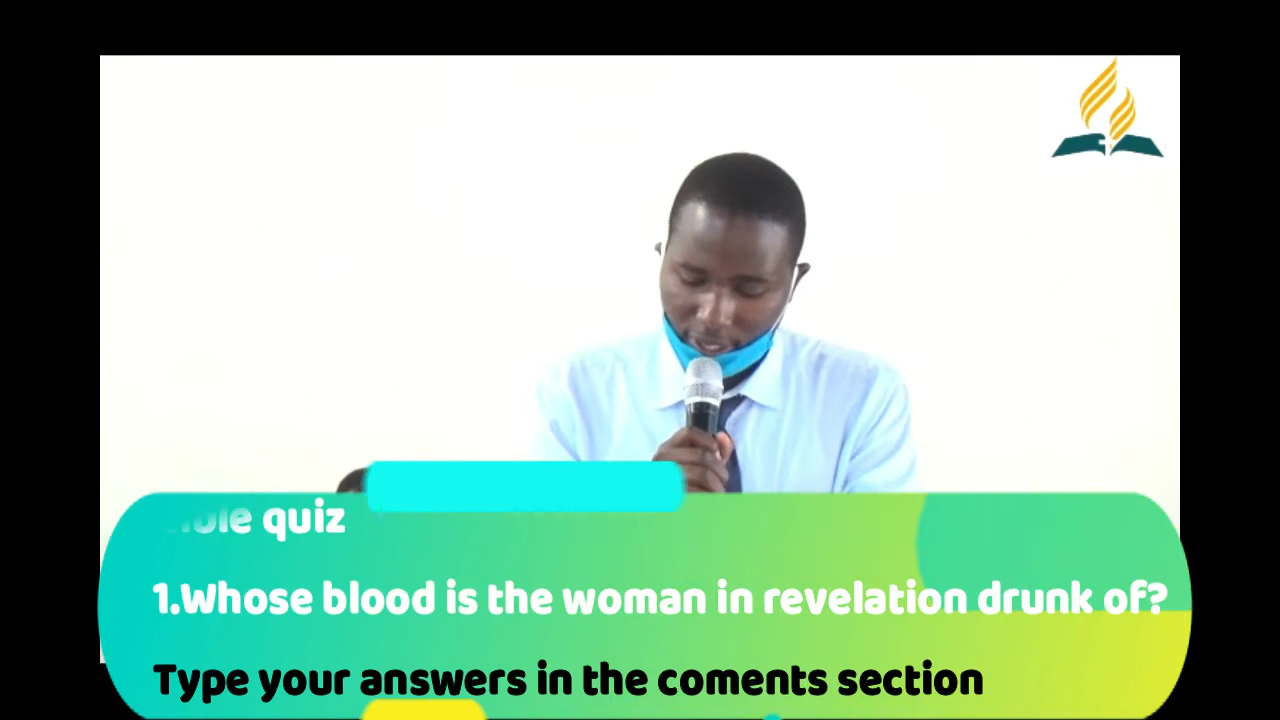 quiz
1.Whose blood is the woman in revelation drunk of?
Type your answers in the coments section